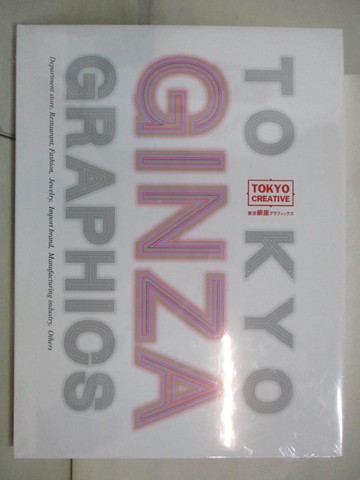 TOKYO
TOKYO
CREATIVE
東京銀座グラフィックス
GINZA
GRAPHICS
Department store, Restaurant, Fashion, Jewelry, Import brand, Manufacturing industry, Others